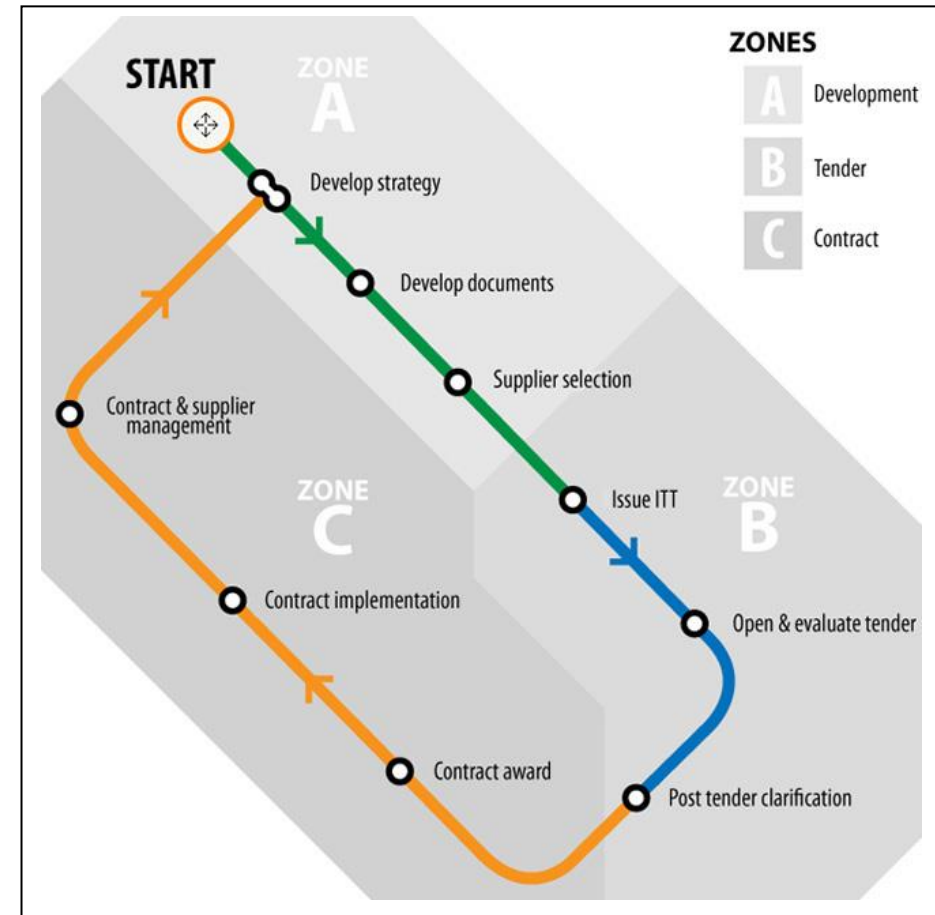 START
ZONE
A
ZONES
A
Development
B
Tender
C
Contract
Develop strategy
Develop documents
Supplier selection
Contract & supplier
management
ZONE
C
ZONE
B
Issue ITT
Contract implementation
Open & evaluate tender
Contract award
Post tender clarification